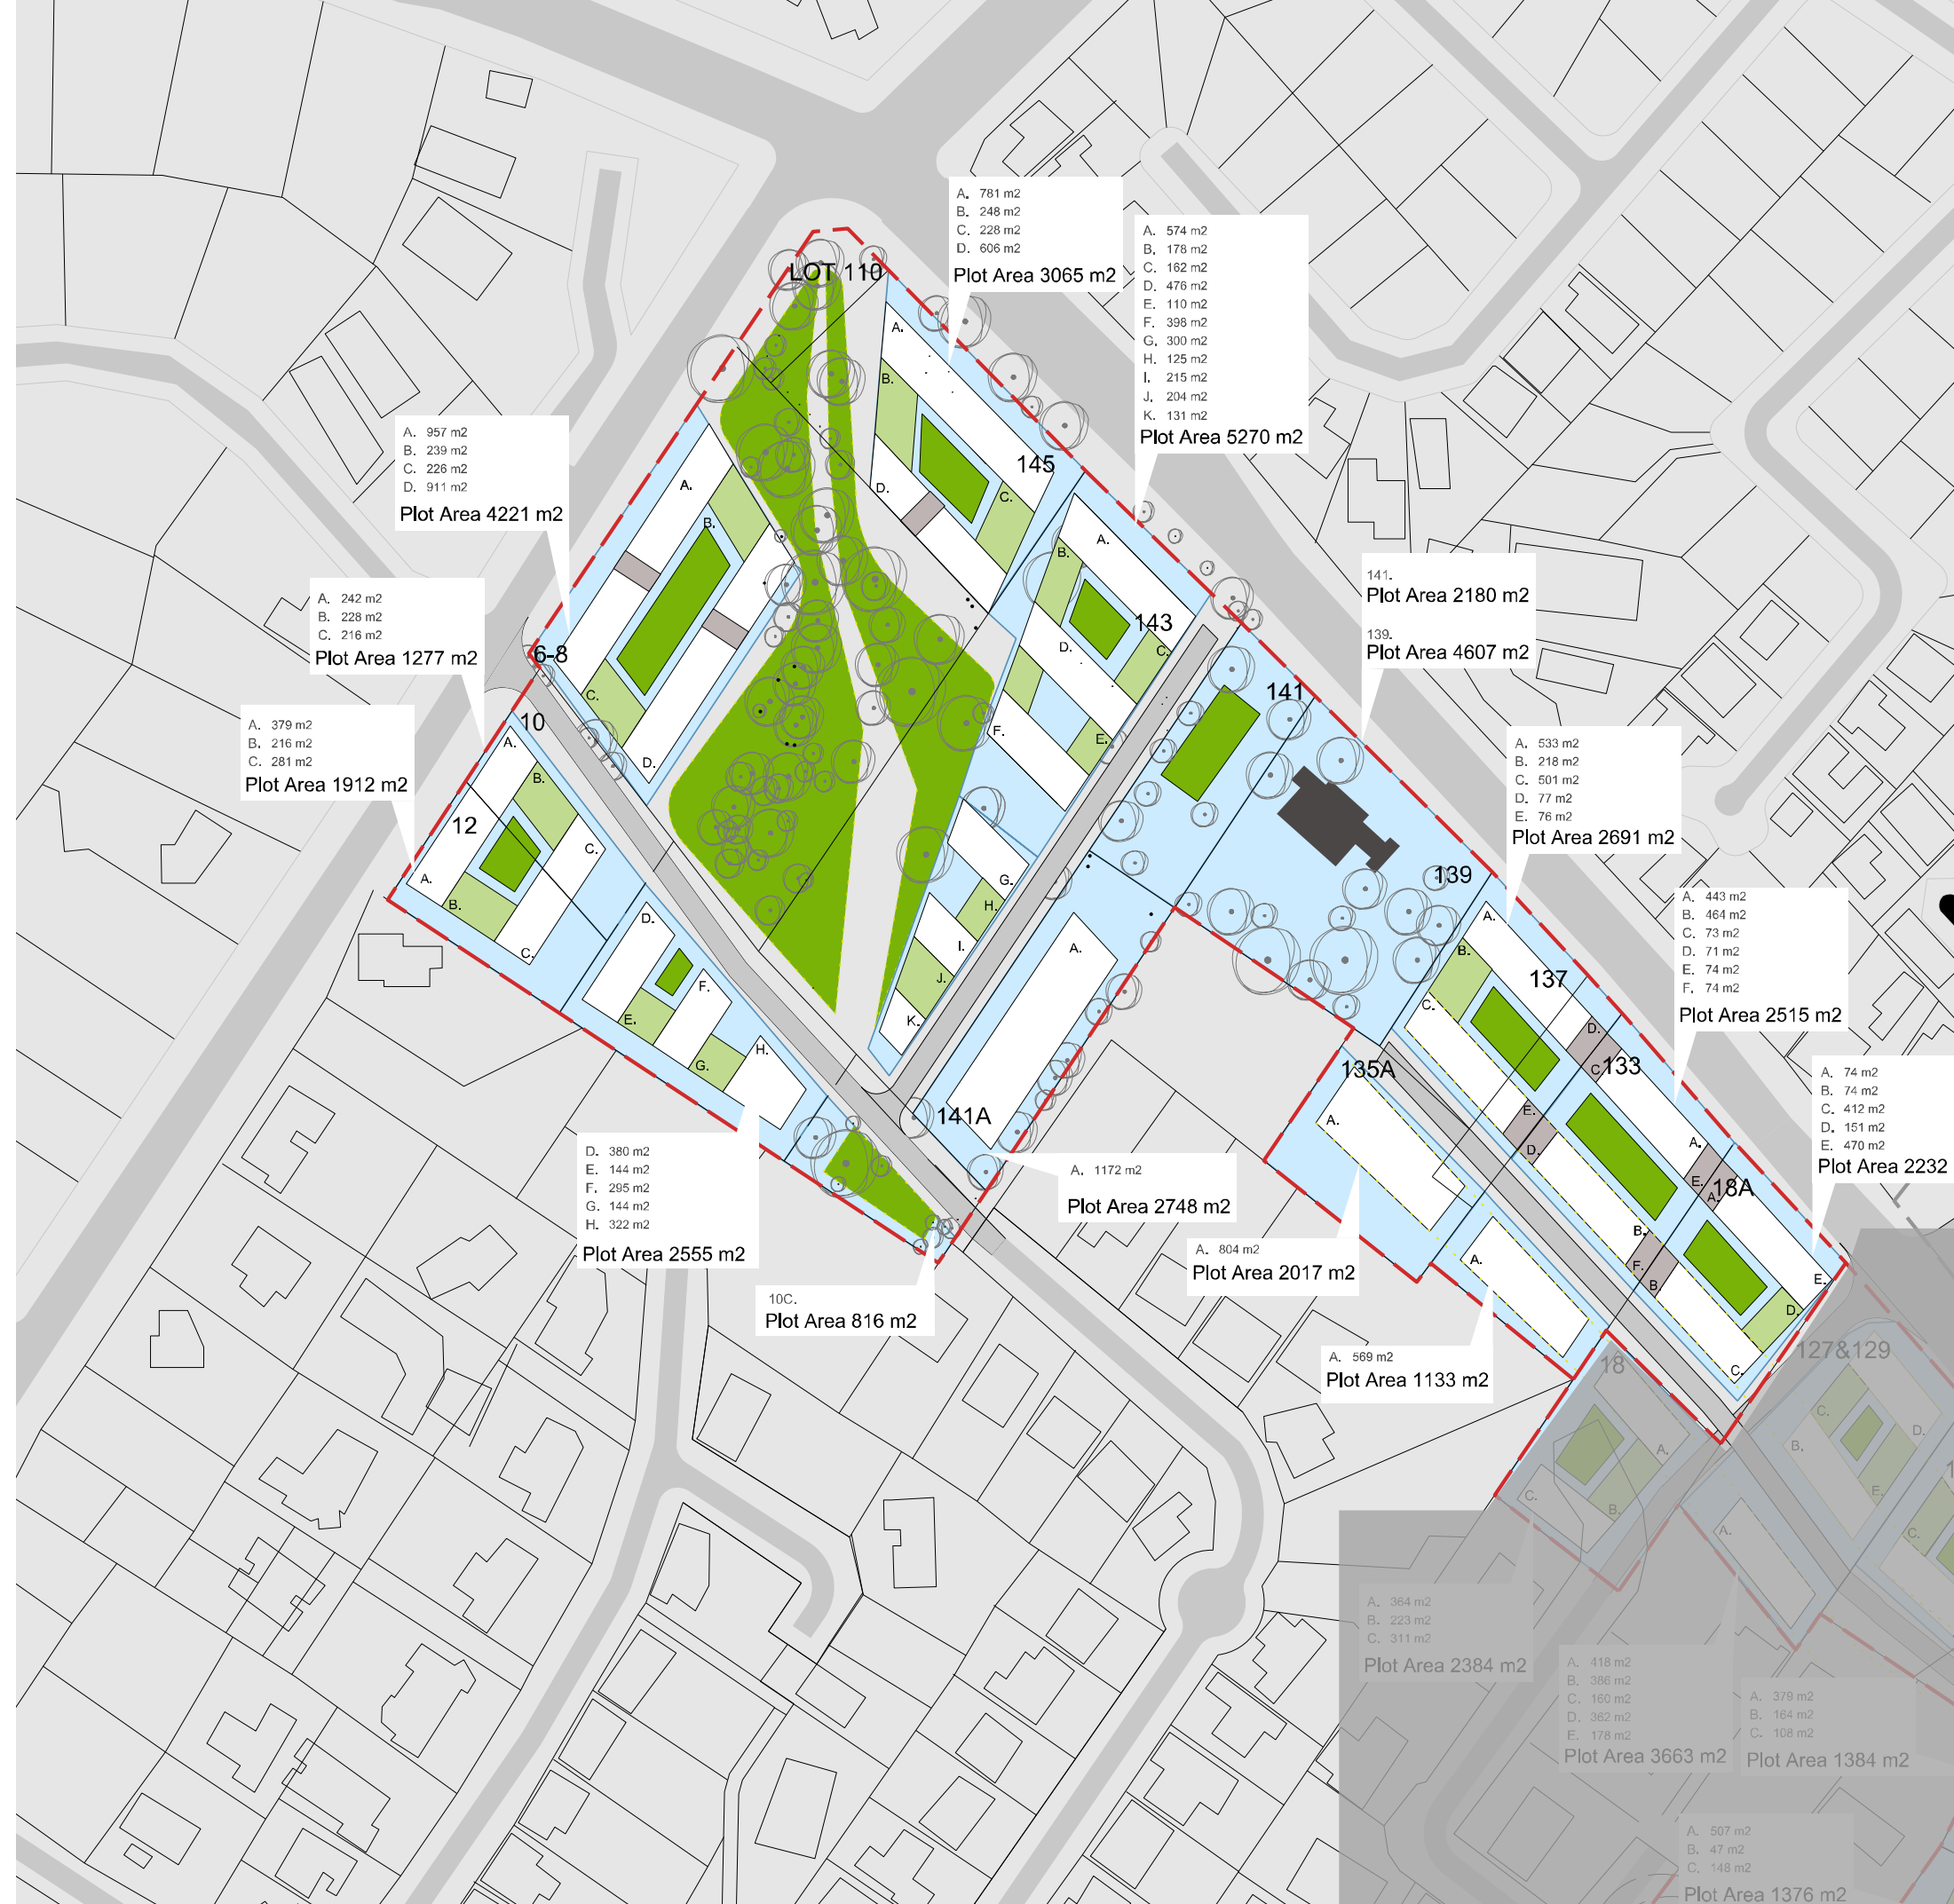 LOT 110
A. 781 m2
B. 248 m2
C. 228 m2
D. 606 m2
Plot Area 3065 m2
A. 574 m2
B. 178 m2
C. 162 m2
D. 476 m2
E. 110 m2
F. 398 m2
G. 300 m2
H. 125 m2
I. 215 m2
J. 204 m2
K. 131 m2
Plot Area 5270 m2
A. 957 m2
B. 239 m2
C. 226 m2
D. 911 m2
Plot Area 4221 m2
A. 242 m2
B. 228 m2
C. 216 m2
Plot Area 1277 m2
A. 379 m2
B. 216 m2
C. 281 m2
Plot Area 1912 m2
141.
Plot Area 2180 m2
139.
Plot Area 4607 m2
A. 533 m2
B. 218 m2
C. 501 m2
D. 77 m2
E. 76 m2
Plot Area 2691 m2
A. 443 m2
B. 464 m2
C. 73 m2
D. 71 m2
E. 74 m2
F. 74 m2
Plot Area 2515 m2
A. 74 m2
B. 74 m2
C. 412 m2
D. 151 m2
E. 470 m2
Plot Area 2232
D. 380 m2
E. 144 m2
F. 295 m2
G. 144 m2
H. 322 m2
Plot Area 2555 m2
10C.
Plot Area 816 m2
A. 1172 m2
Plot Area 2748 m2
A. 804 m2
Plot Area 2017 m2
A. 569 m2
Plot Area 1133 m2
A. 364 m2
B. 223 m2
C. 311 m2
Plot Area 2384 m2
A. 418 m2
B. 386 m2
C. 160 m2
D. 362 m2
E. 178 m2
Plot Area 3663 m2
A. 379 m2
B. 164 m2
C. 108 m2
Plot Area 1384 m2
A. 507 m2
B. 47 m2
C. 148 m2
Plot Area 1376 m2
145
A.
B.
C.
D.
143
A.
B.
C.
D.
E.
F.
G.
H.
I.
J.
K.
6-8
A.
B.
C.
D.
10
A.
B.
C.
12
A.
B.
C.
D.
E.
F.
G.
H.
141
139
141A
A.
137
A.
B.
C.
D.
E.
133
A.
B.
C.
D.
E.
F.
18A
A.
B
C.
D.
E.
135A
A.
A.
18
A.
B.
C.
127&129
B.
C.
D.
E.
A.
C.